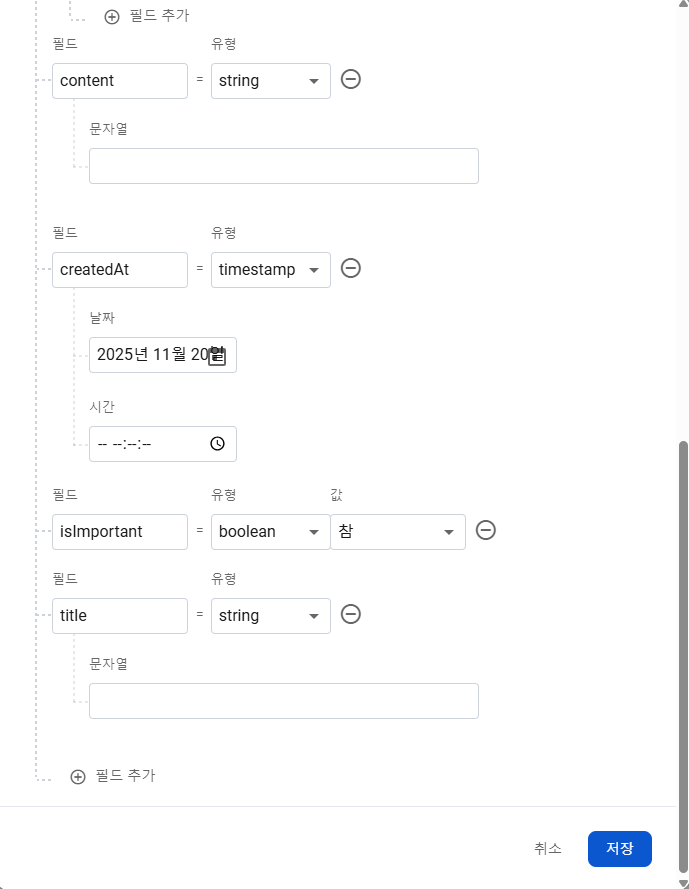 필드 추가
필드 유형
content = string
문자열
필드 유형
createdAt = timestamp
날짜
2025년 11월 20일
시간
-- --:--:--
필드 유형 값
isImportant = boolean 참
필드 유형
title = string
문자열
필드 추가
취소 저장